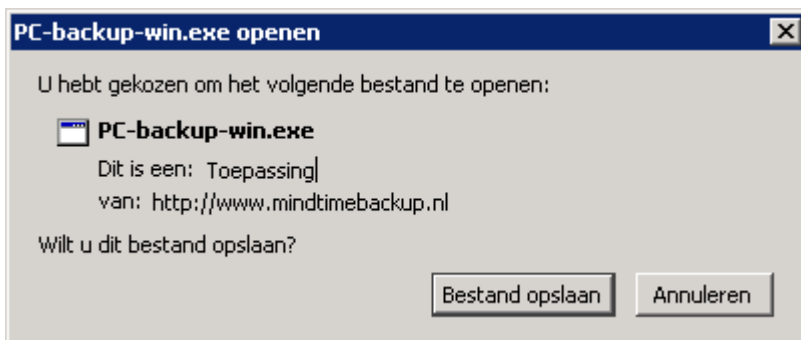 PC-backup-win.exe openen
U hebt gekozen om het volgende bestand te openen:
PC-backup-win.exe
Dit is een: Toepassing
van: http://www.mindtimebackup.nl
Wilt u dit bestand opslaan?
Bestand opslaan Annuleren